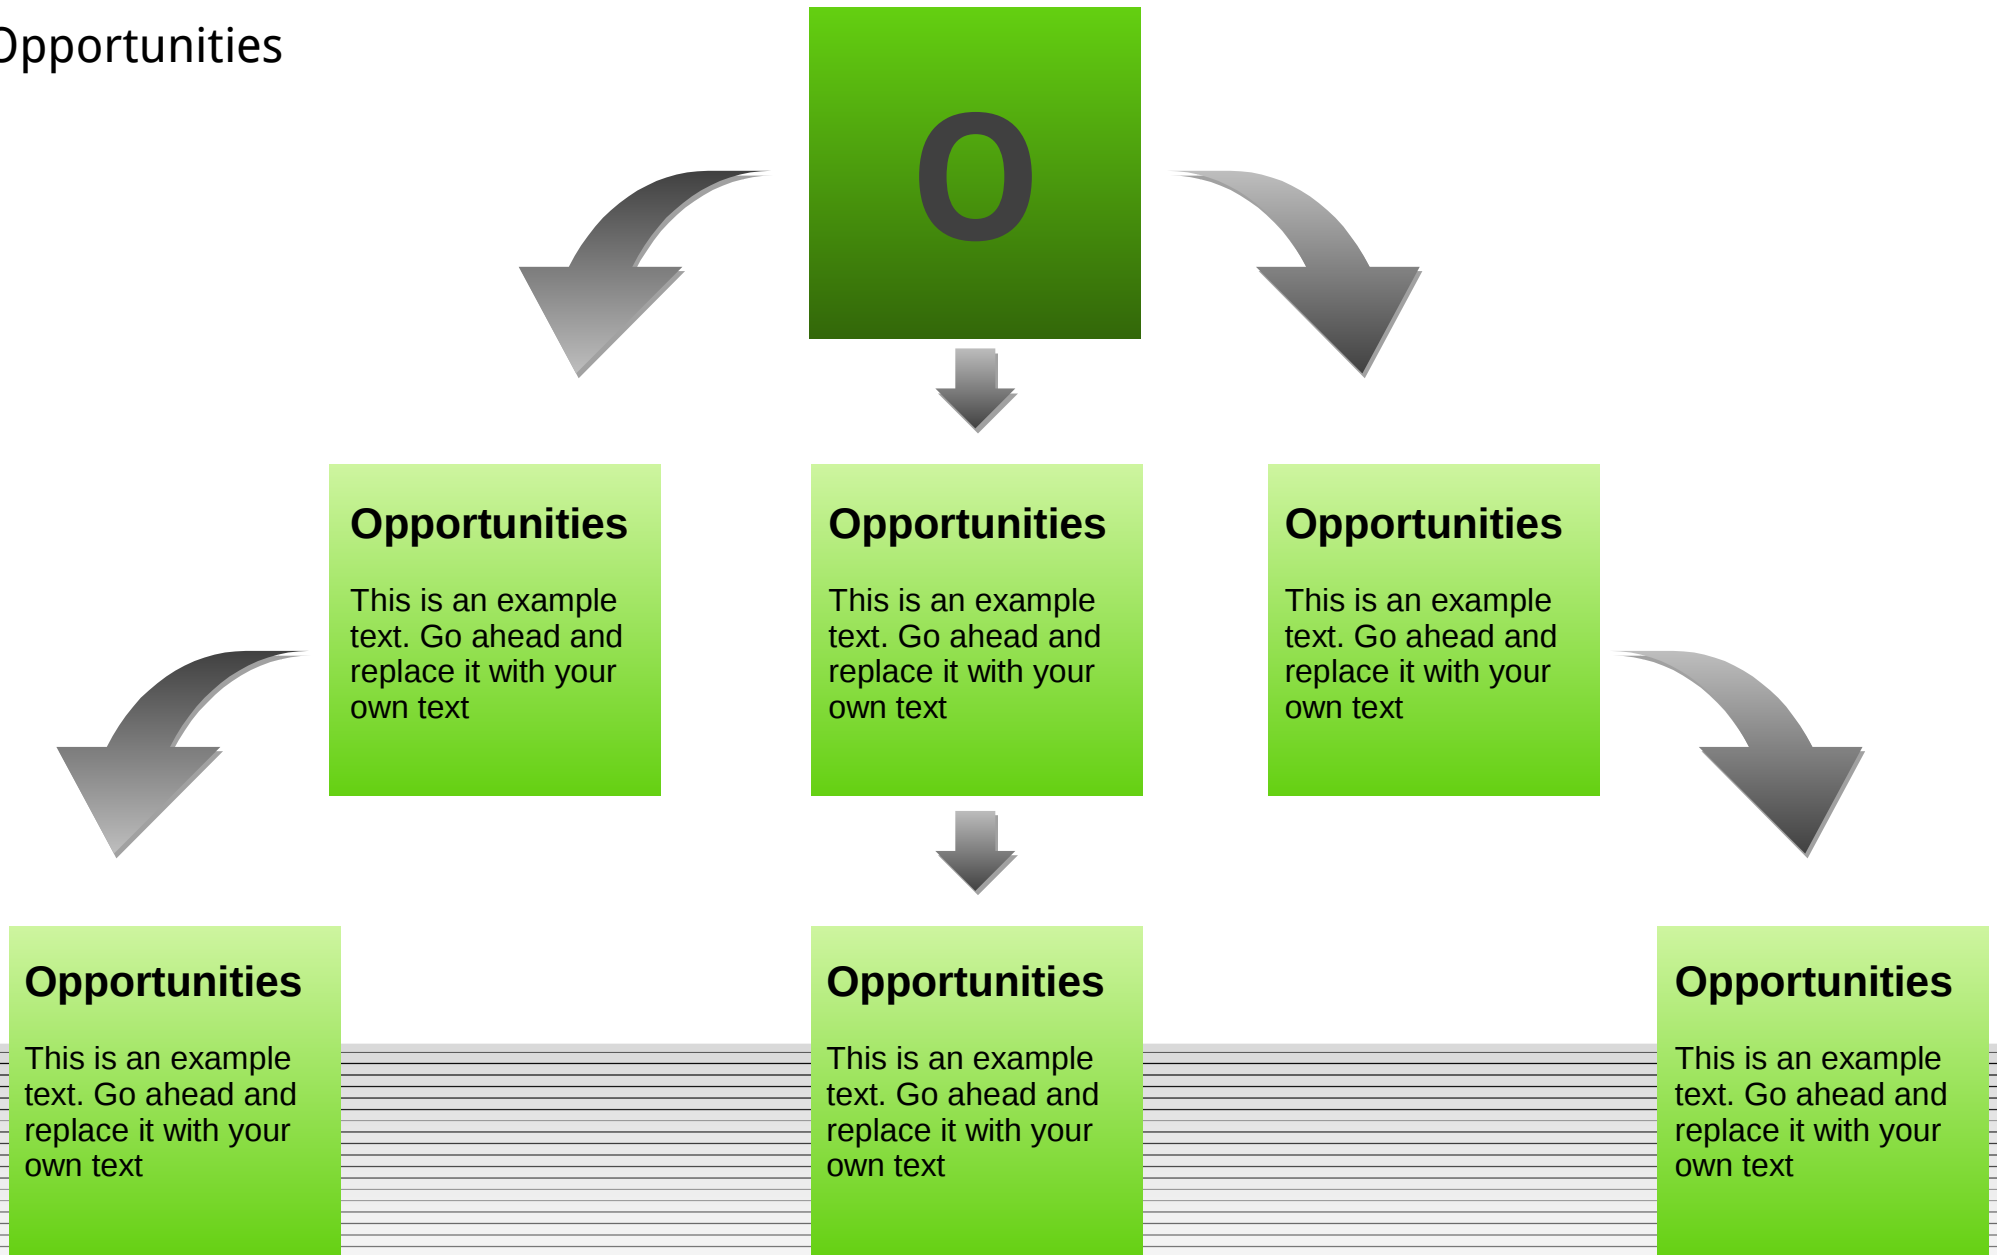 Opportunities
O
Opportunities
This is an example
text. Go ahead and
replace it with your
own text
Opportunities
This is an example
text. Go ahead and
replace it with your
own text
Opportunities
This is an example
text. Go ahead and
replace it with your
own text
Opportunities
This is an example
text. Go ahead and
replace it with your
own text
Opportunities
This is an example
text. Go ahead and
replace it with your
own text
Opportunities
This is an example
text. Go ahead and
replace it with your
own text